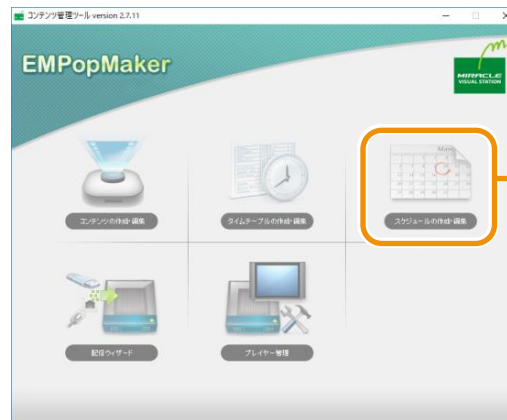 コンテンツ管理ツール version 2.7.11
EMPopMaker
MIRACLE
VISUAL STATION
コンテンツの作成・編集
タイムテーブルの作成・編集
スケジュールの作成・編集
配信ウィザード
プレイヤー管理